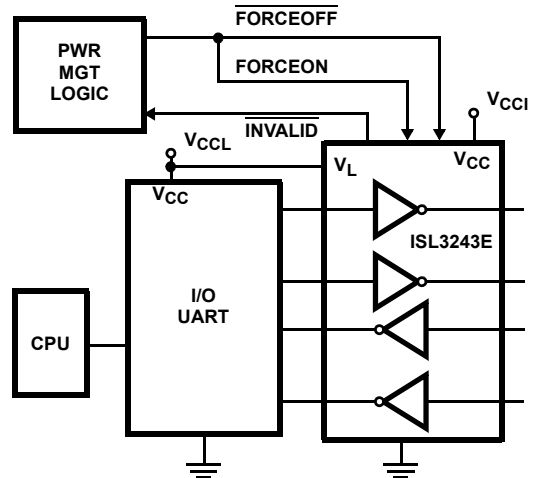 FORCEOFF
PWR
MGT
LOGIC
FORCEON
INVALID
VCCI
VCCL
VCC
VL
VCC
ISL3243E
I/O
UART
CPU